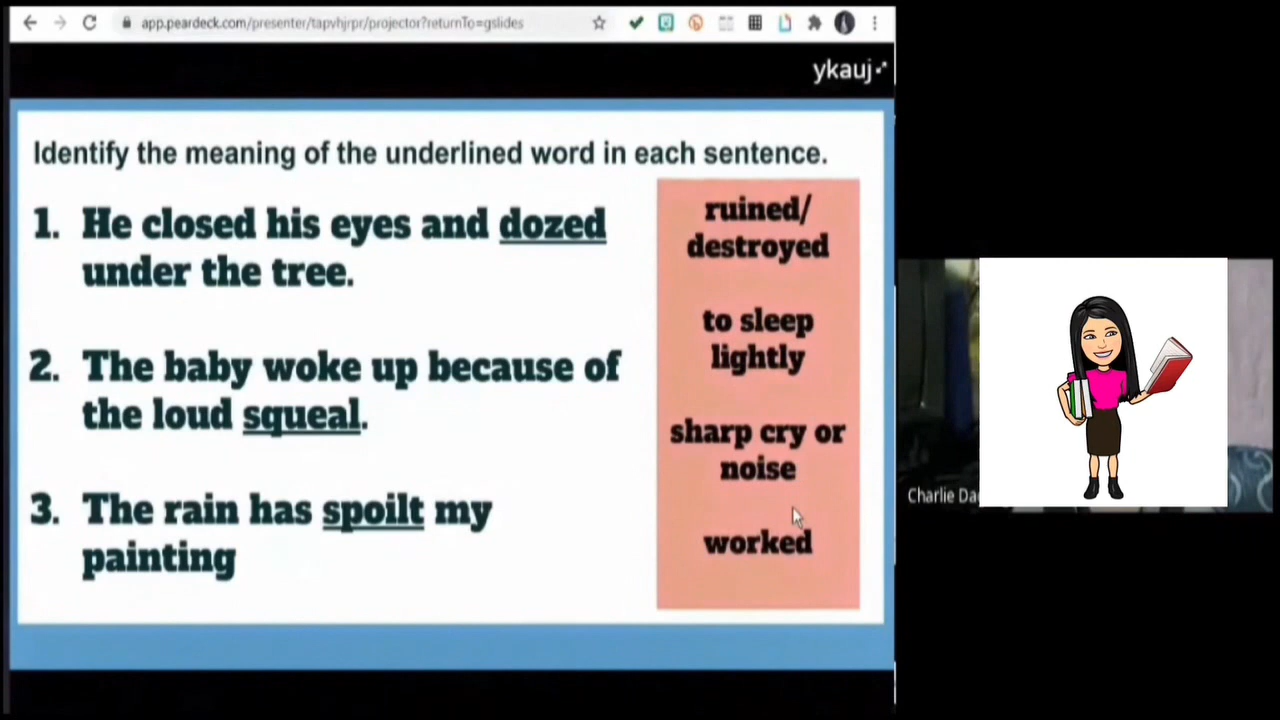 app.peardeck.com/presenter/tapvhjrpr/projector?returnTo=gslides
ykauj
Identify the meaning of the underlined word in each sentence.
1. He closed his eyes and dozed
under the tree.
2. The baby woke up because of
the loud squeal.
3. The rain has spoilt my
painting
ruined/
destroyed
to sleep
lightly
sharp cry or
noise
worked
Charlie